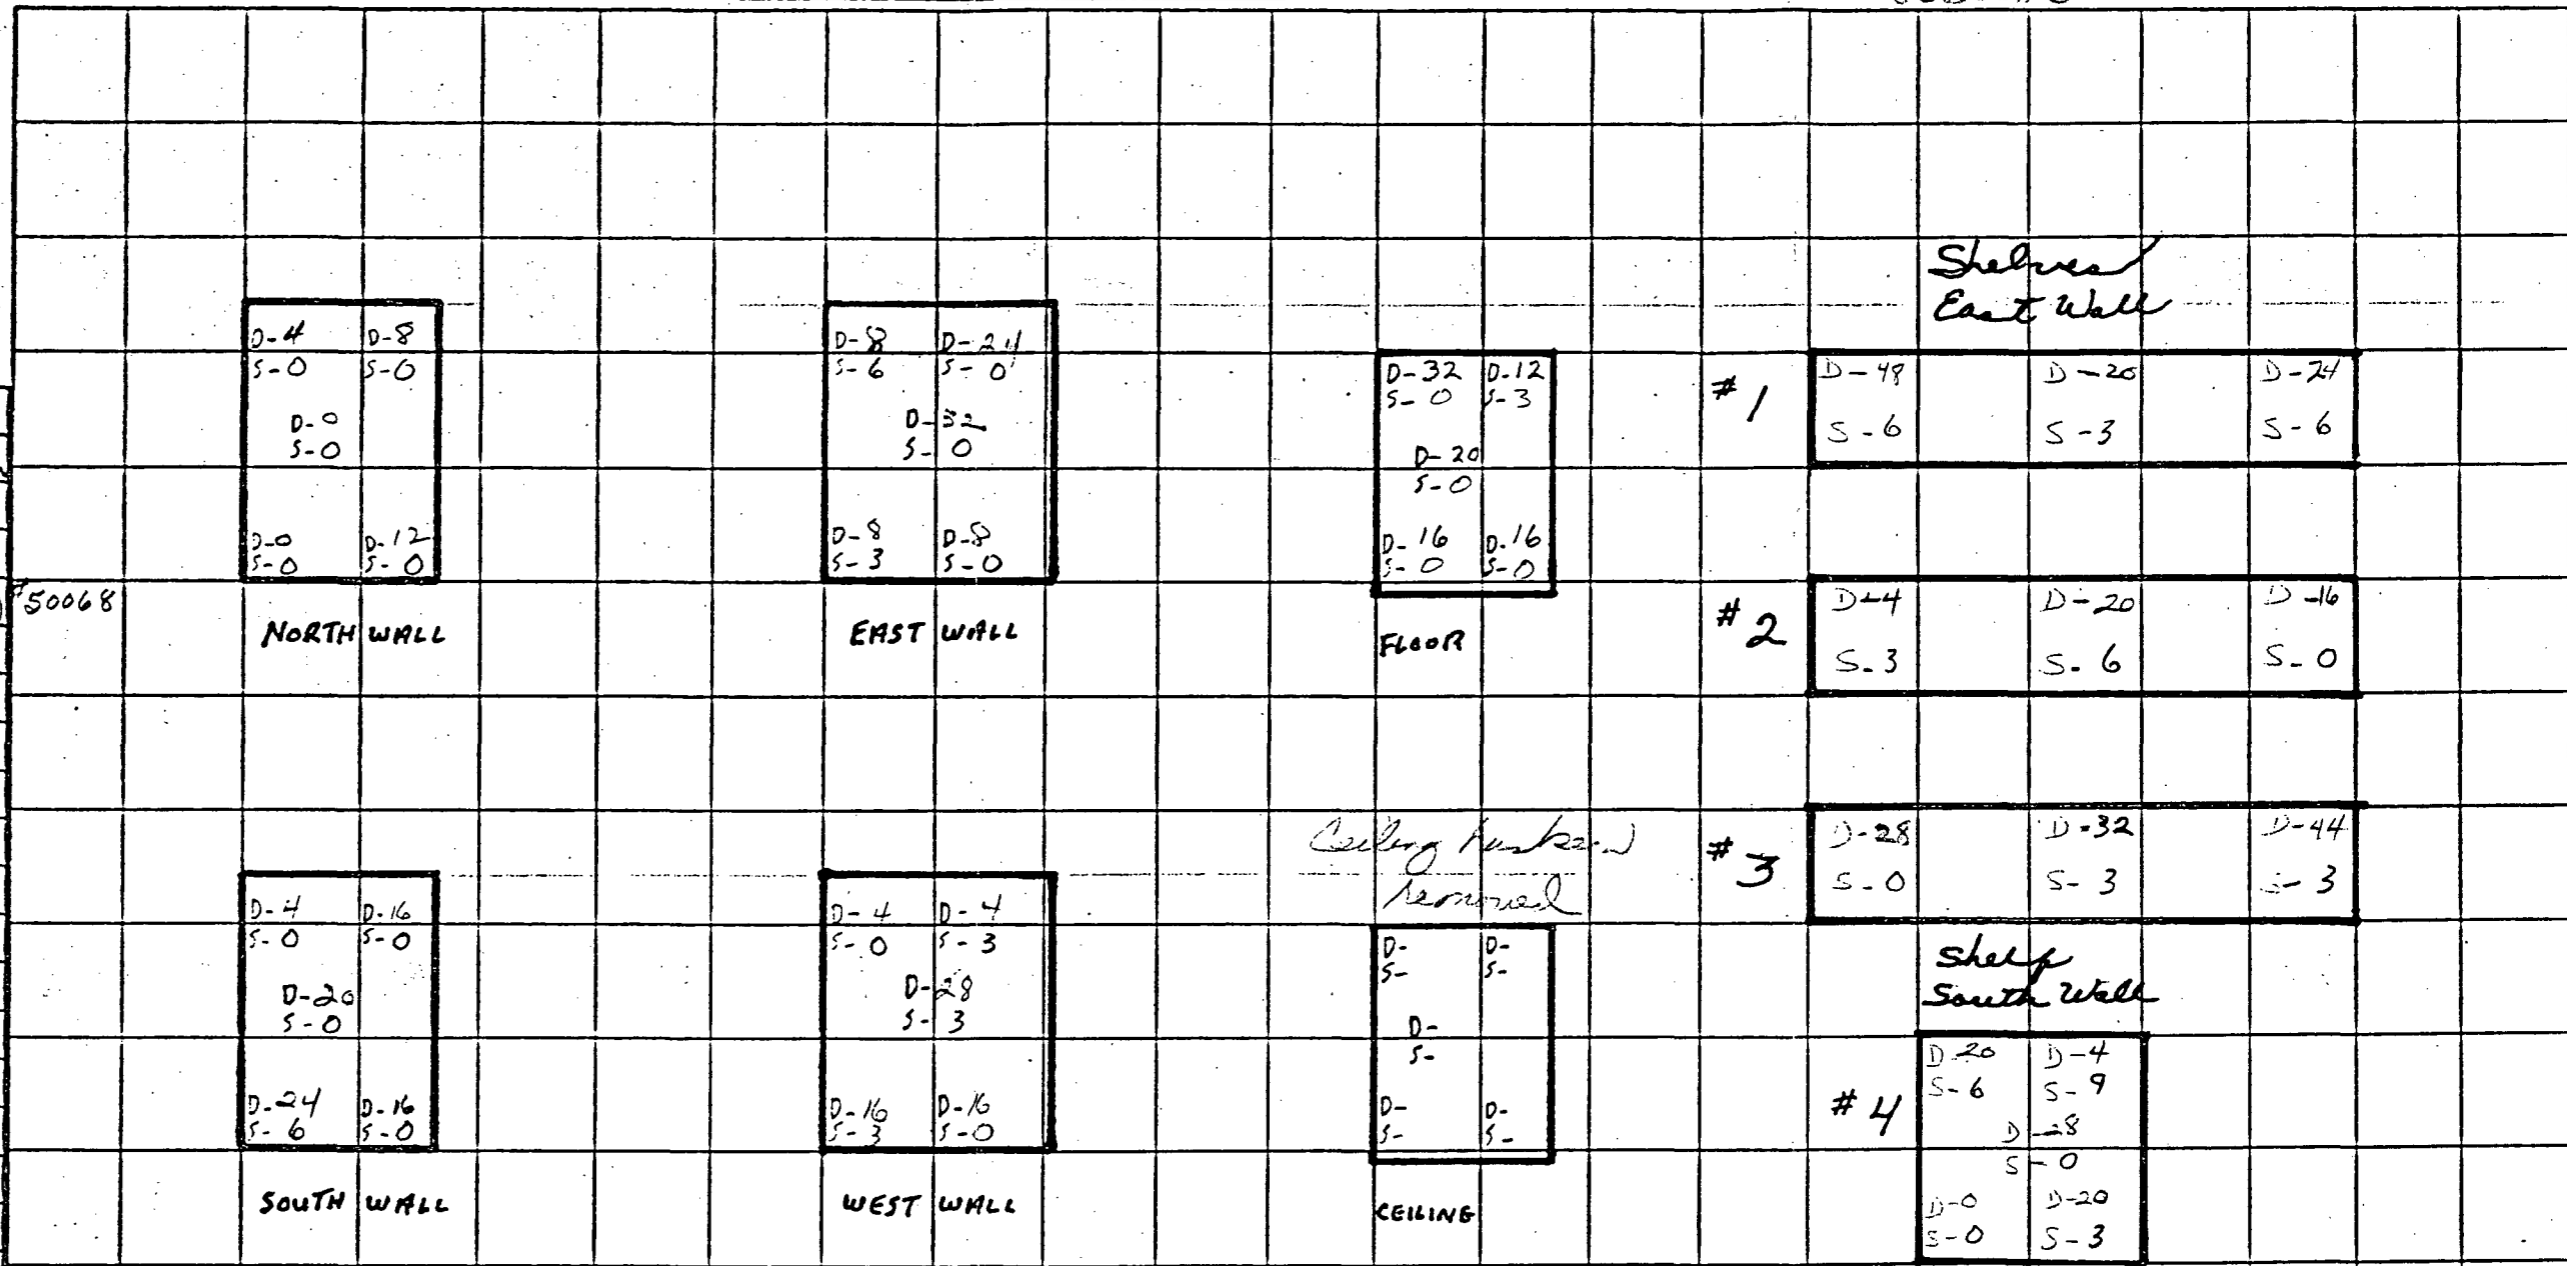 Shelves
East Wall
D-4 D-8
S-0 S-0
D-0
S-0
D-0 D-12
S-0 S-0
NORTH WALL
D-8 D-24
S-6 S-0
D-32
S-0
D-8 D-8
S-3 S-0
EAST WALL
D-32 D-12
S-0 S-3
D-20
S-0
D-16 D-16
S-0 S-0
FLOOR
#1
D-48 D-20 D-24
S-6 S-3 S-6
#50068
#2
D-4 D-20 D-16
S-3 S-6 S-0
#3
D-28 D-32 D-44
S-0 S-3 S-3
D-4 D-16
S-0 S-0
D-20
S-0
D-24 D-16
S-6 S-0
SOUTH WALL
D-4 D-4
S-0 S-3
D-28
S-3
D-16 D-16
S-3 S-0
WEST WALL
Ceiling has been
removed
D- D-
S- S-
D-
S-
D- D-
S- S-
CEILING
Shelf
South Wall
#4
D-20 D-4
S-6 S-9
D-28
S-0
D-0 D-20
S-0 S-3